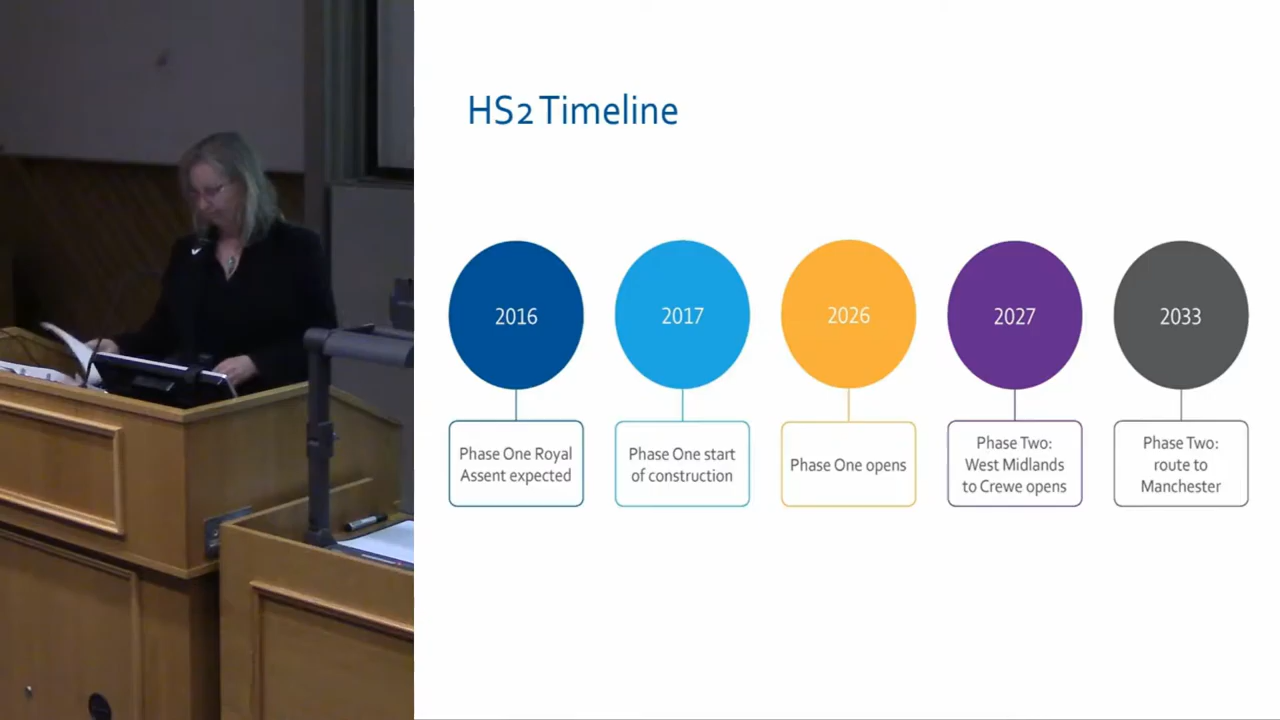 HS2 Timeline
2016
2017
2026
2027
2033
Phase One Royal
Assent expected
Phase One start
of construction
Phase One opens
Phase Two:
West Midlands
to Crewe opens
Phase Two:
route to
Manchester